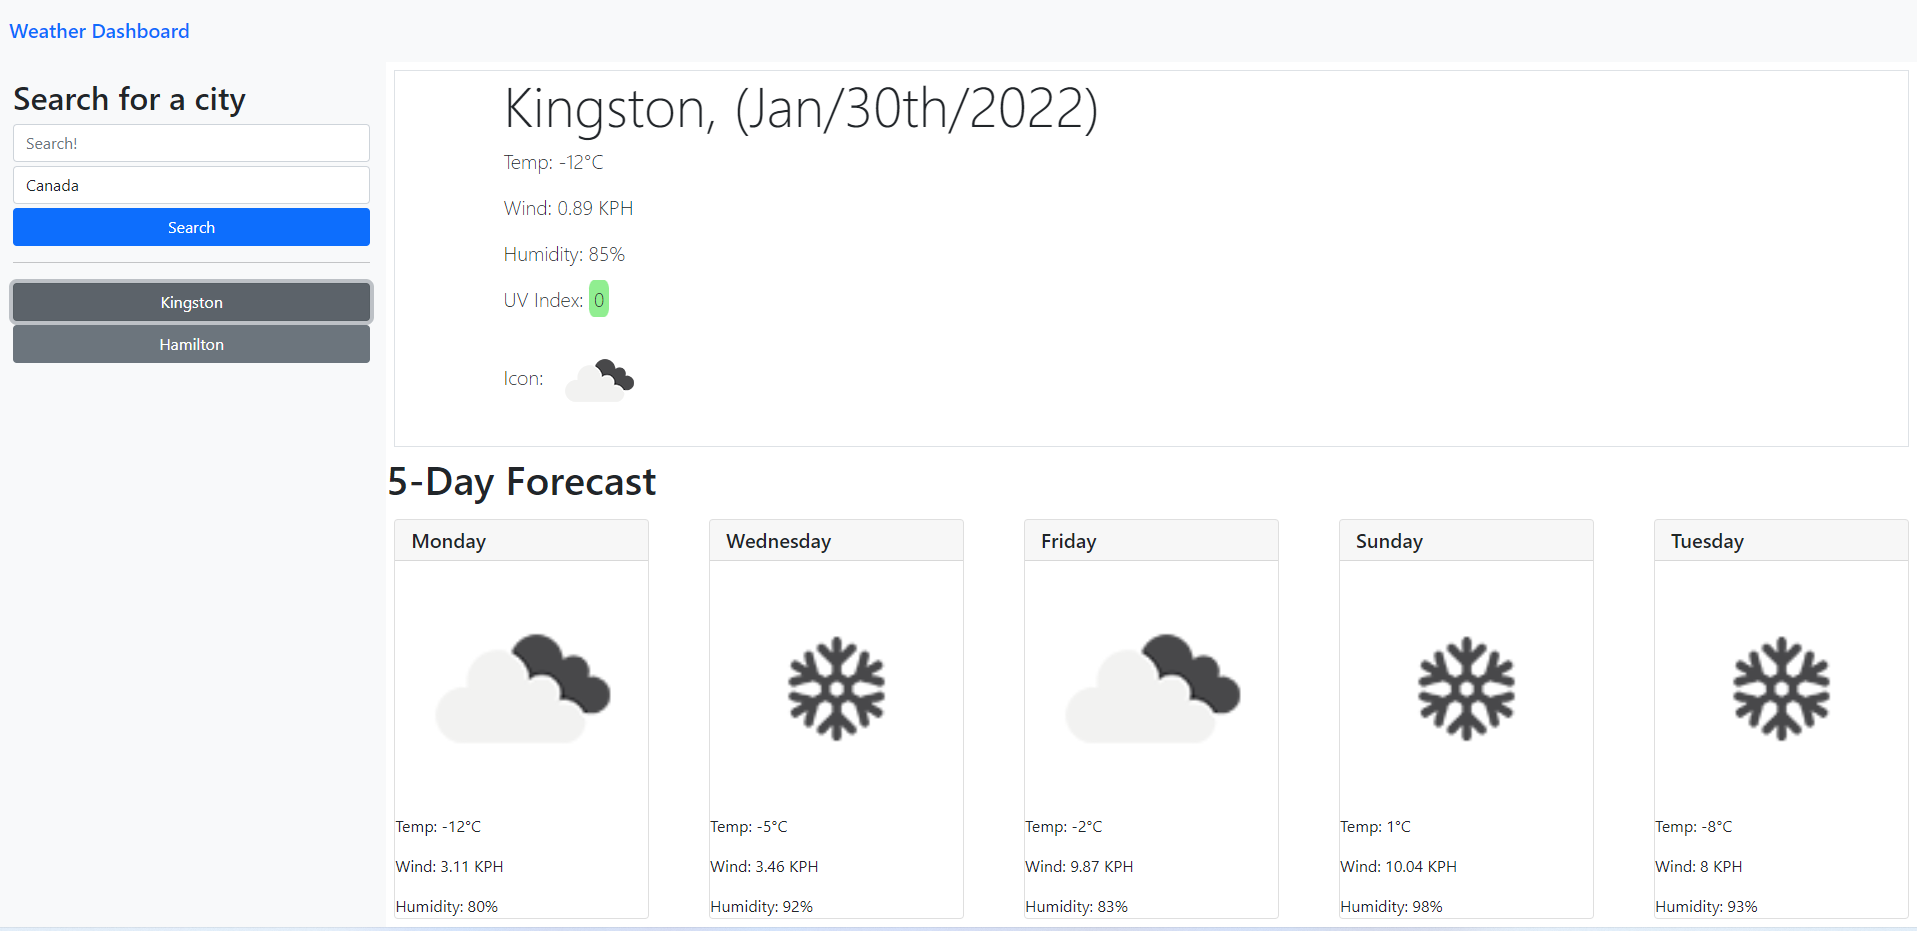 Weather Dashboard
Search for a city
Search!
Canada
Search
Kingston
Hamilton
Kingston, (Jan/30th/2022)
Temp: -12°C
Wind: 0.89 KPH
Humidity: 85%
UV Index: 0
Icon:
5-Day Forecast
Monday
Temp: -12°C
Wind: 3.11 KPH
Humidity: 80%
Wednesday
Temp: -5°C
Wind: 3.46 KPH
Humidity: 92%
Friday
Temp: -2°C
Wind: 9.87 KPH
Humidity: 83%
Sunday
Temp: 1°C
Wind: 10.04 KPH
Humidity: 98%
Tuesday
Temp: -8°C
Wind: 8 KPH
Humidity: 93%